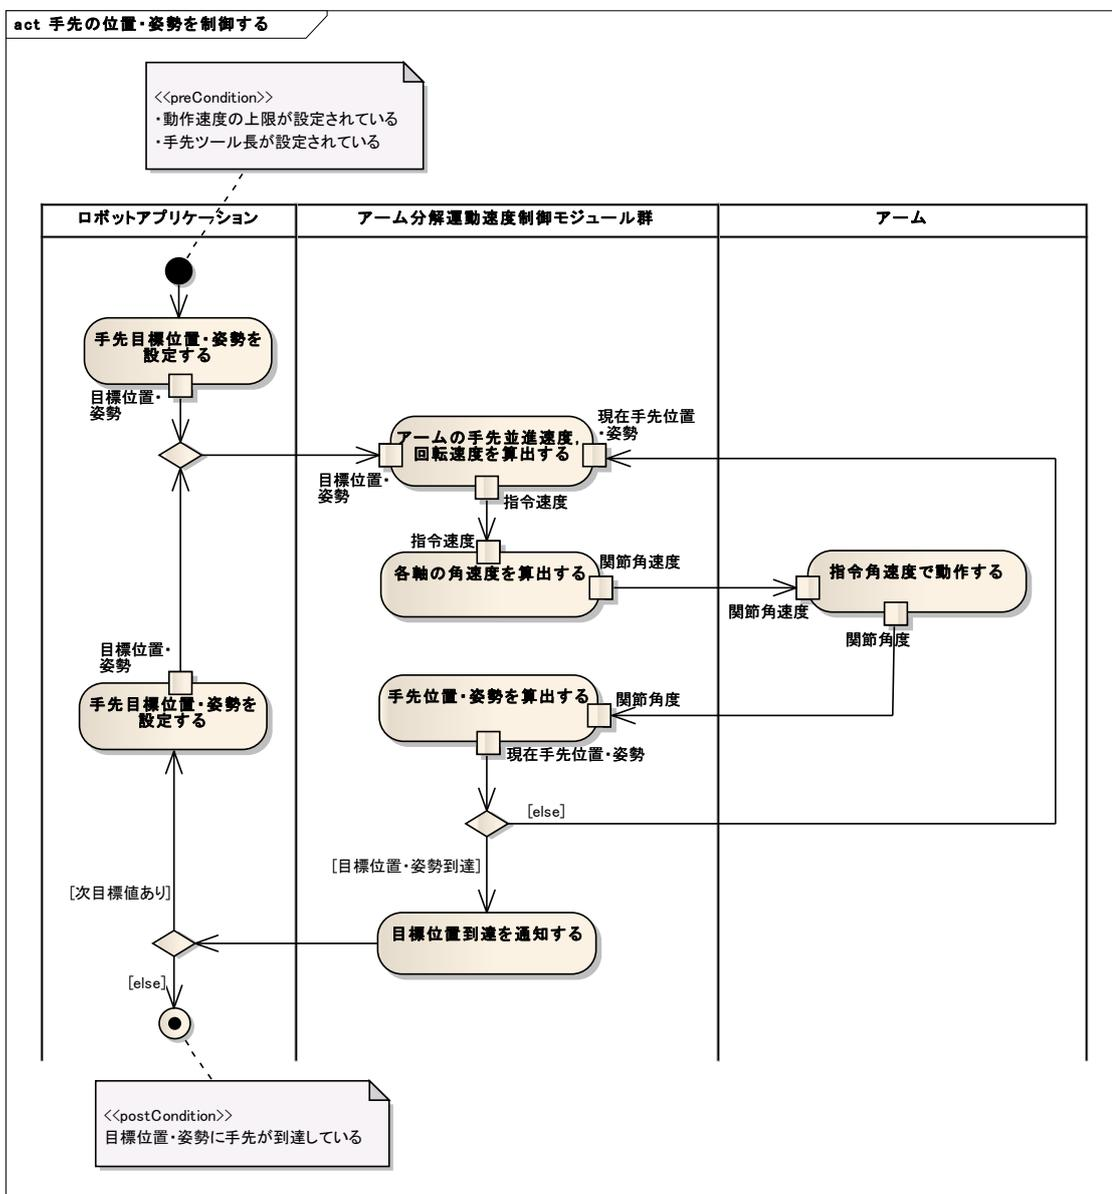 act 手先の位置・姿勢を制御する
<<preCondition>>
・動作速度の上限が設定されている
・手先ツール長が設定されている
ロボットアプリケーション
アーム分解運動速度制御モジュール群
アーム
手先目標位置・姿勢を
設定する
目標位置・
姿勢
アームの手先並進速度,
回転速度を算出する
現在手先位置
・姿勢
目標位置・
姿勢
指令速度
指令速度
各軸の角速度を算出する
関節角速度
指令角速度で動作する
関節角速度
関節角度
目標位置・
姿勢
手先目標位置・姿勢を
設定する
手先位置・姿勢を算出する
関節角度
現在手先位置・姿勢
[else]
[目標位置・姿勢到達]
[次目標値あり]
目標位置到達を通知する
[else]
<<postCondition>>
目標位置・姿勢に手先が到達している